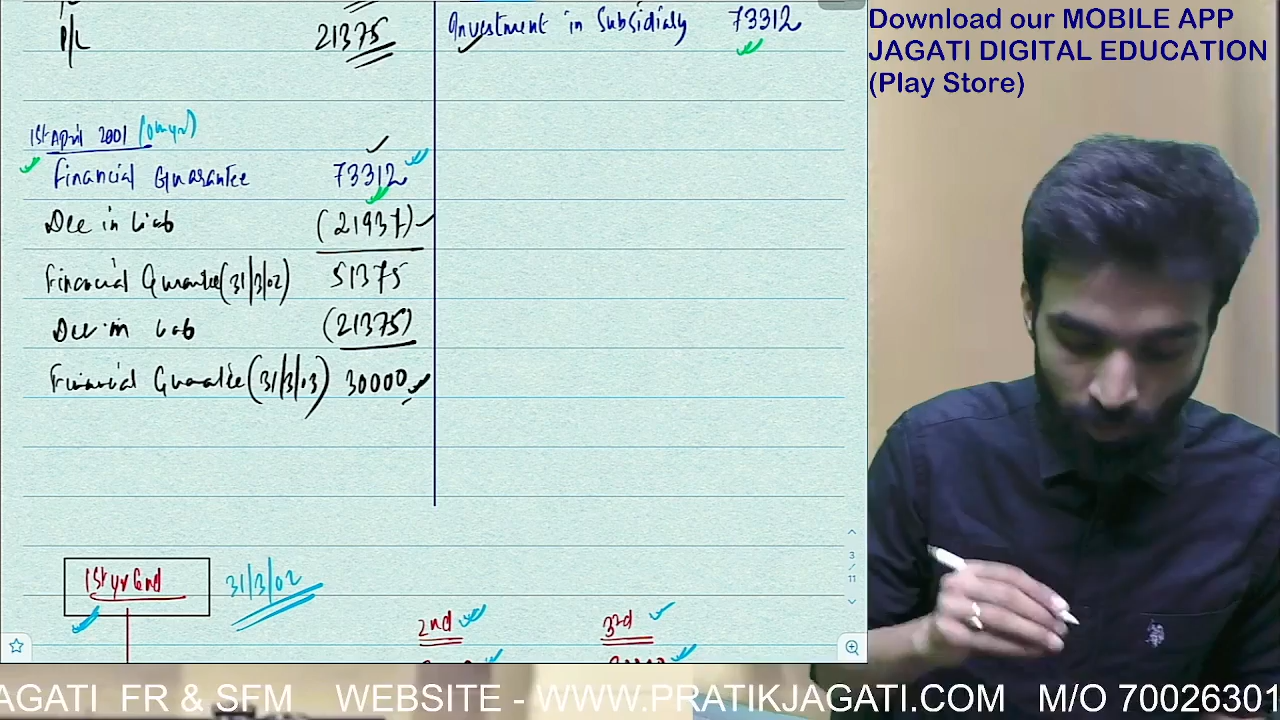 P/L 21375
Investment in Subsidiary 73312
1st April 2001 (0th yr)
Financial Guarantee 73312
Dec in Liab (21937)
Financial Guarantee (31/3/02) 51375
Dec in Liab (21375)
Financial Guarantee (31/3/03) 30000
1st yr End 31/3/02
2nd 3rd
3
11
Download our MOBILE APP
JAGATI DIGITAL EDUCATION
(Play Store)
AGATI FR & SFM WEBSITE - WWW.PRATIKJAGATI.COM M/O 70026301